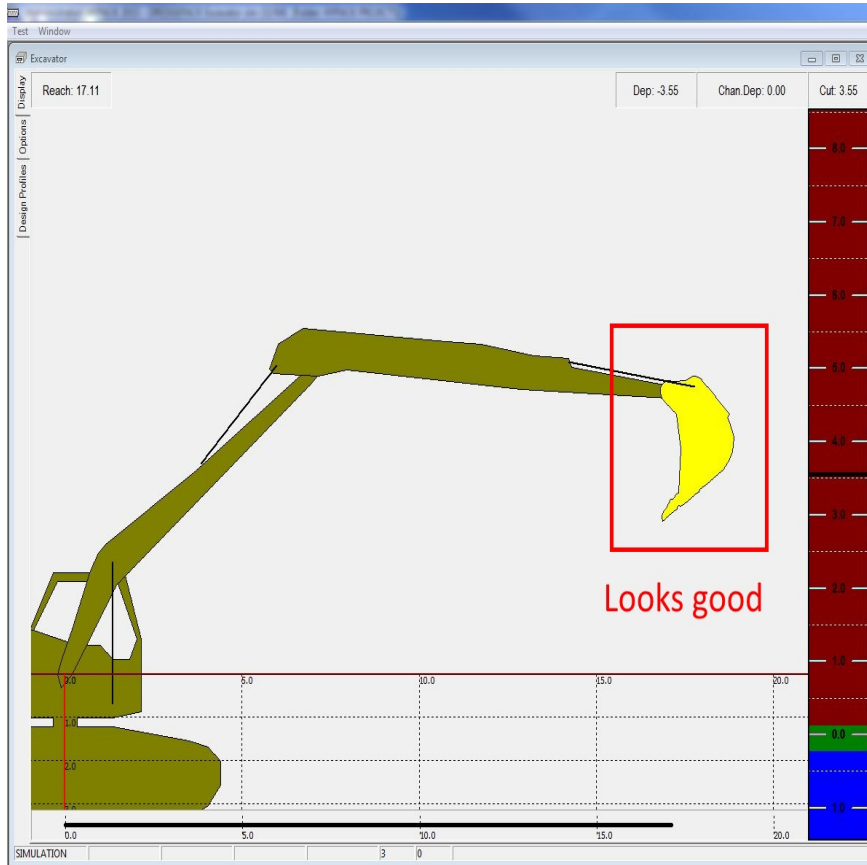 Test Window
Excavator
Display
Options
Design Profiles
Reach: 17.11
Dep: -3.55
Chan.Dep: 0.00
Cut: 3.55
8.0
7.0
6.0
5.0
4.0
3.0
2.0
1.0
0.0
1.0
Looks good
0.0 5.0 10.0 15.0 20.0
1.0
2.0
3.0
0.0 5.0 10.0 15.0 20.0
SIMULATION 3 0